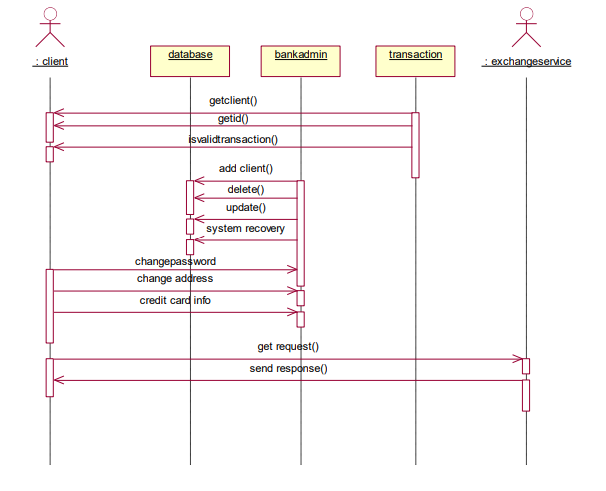 : client
database
bankadmin
transaction
: exchangeservice
getclient()
getid()
isvalidtransaction()
add client()
delete()
update()
system recovery
changepassword
change address
credit card info
get request()
send response()